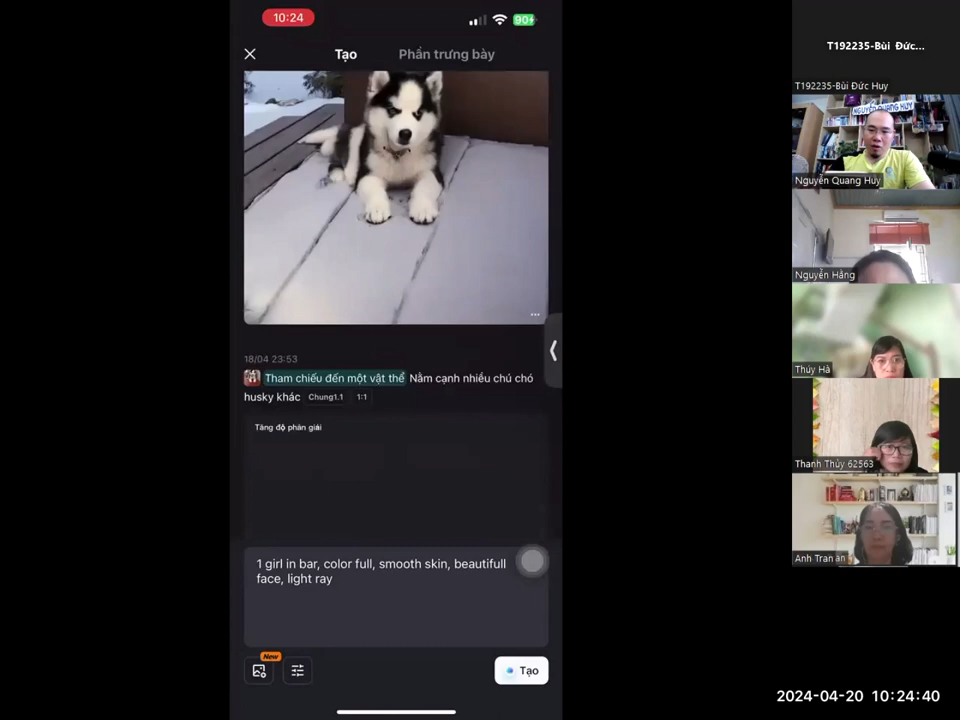 10:24
90
Tạo
Phần trưng bày
18/04 23:53
Tham chiếu đến một vật thể Nằm cạnh nhiều chú chó
husky khác Chung1.1 1:1
Tăng độ phân giải
1 girl in bar, color full, smooth skin, beautifull
face, light ray
New
Tạo
T192235-Bùi Đức...
T192235-Bùi Đức Huy
NGUYỄN QUANG HUY
Nguyễn Quang Huy
Nguyễn Hằng
Thúy Hà
Thanh Thủy 62563
Anh Tran an
2024-04-20 10:24:40